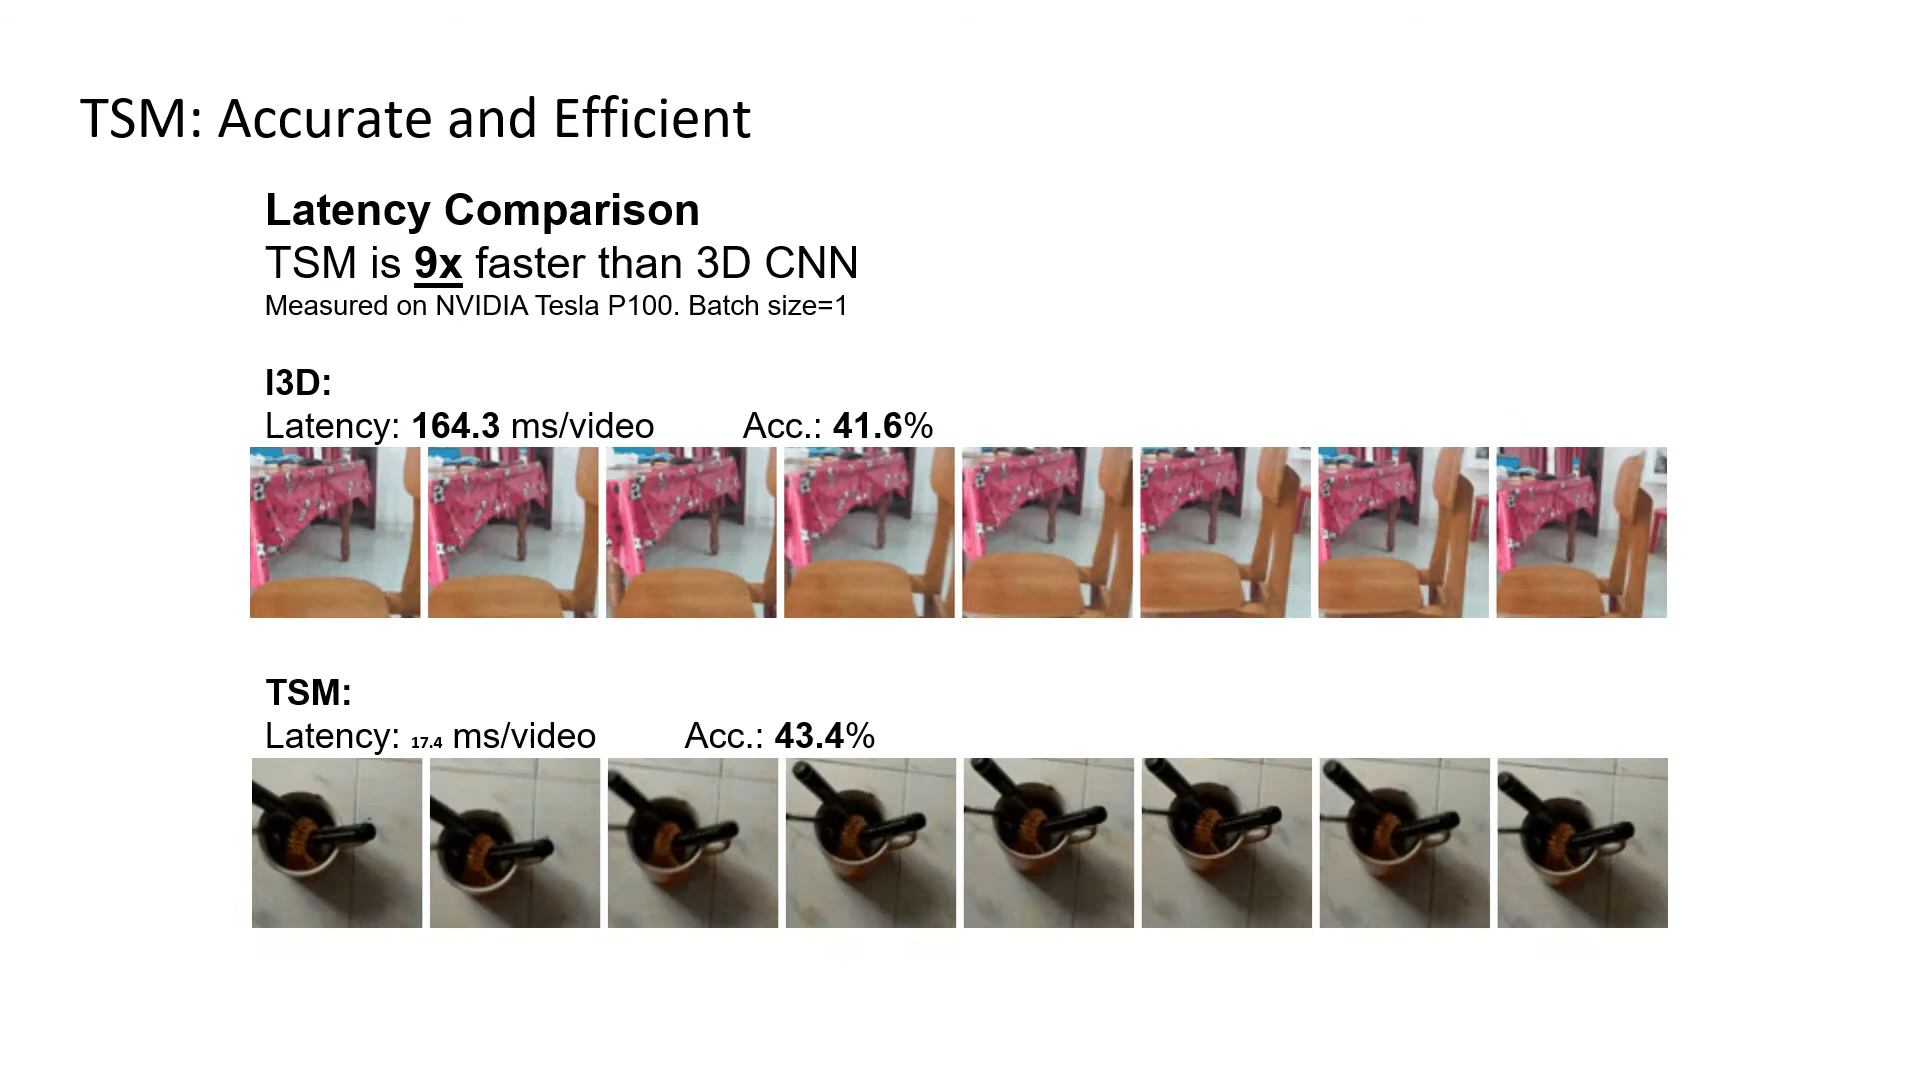 TSM: Accurate and Efficient
Latency Comparison
TSM is 9x faster than 3D CNN
Measured on NVIDIA Tesla P100. Batch size=1
I3D:
Latency: 164.3 ms/video Acc.: 41.6%
TSM:
Latency: 17.4 ms/video Acc.: 43.4%